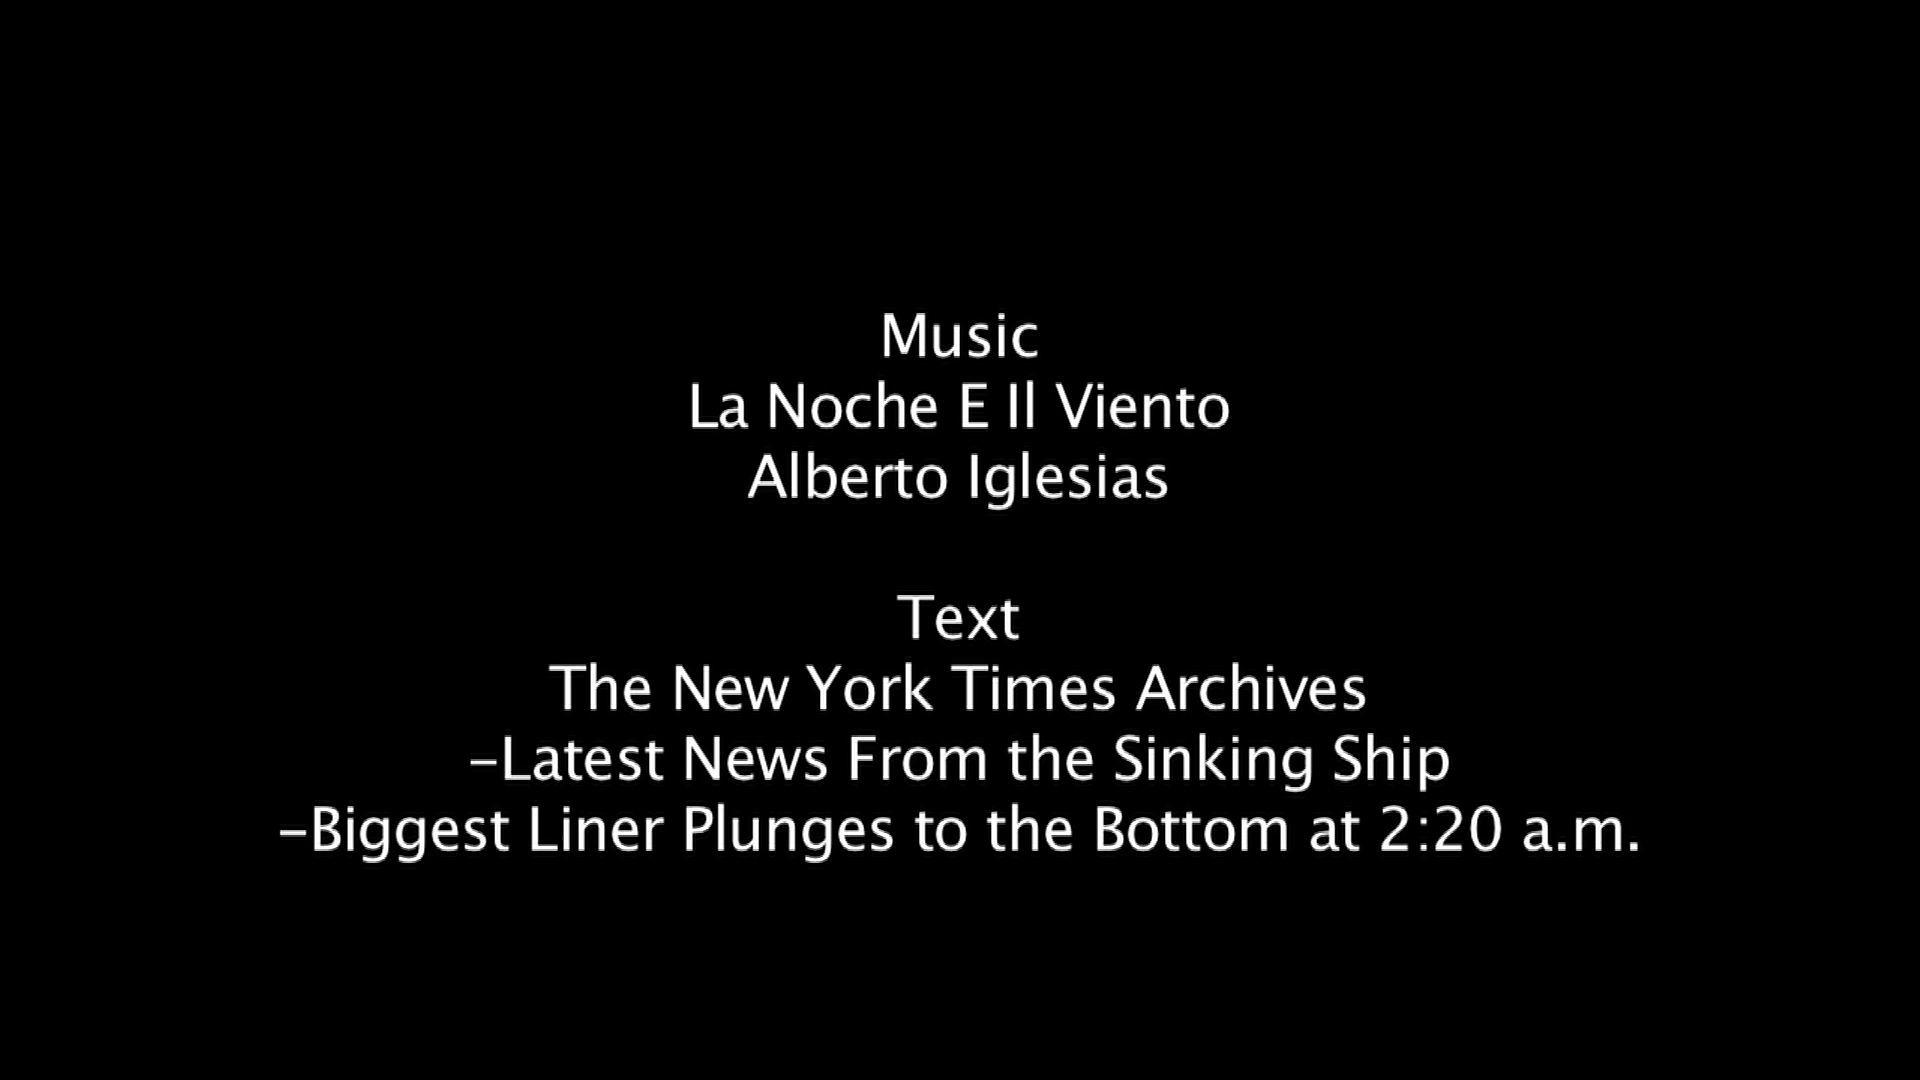 Music
La Noche E Il Viento
Alberto Iglesias
Text
The New York Times Archives
-Latest News From the Sinking Ship
-Biggest Liner Plunges to the Bottom at 2:20 a.m.